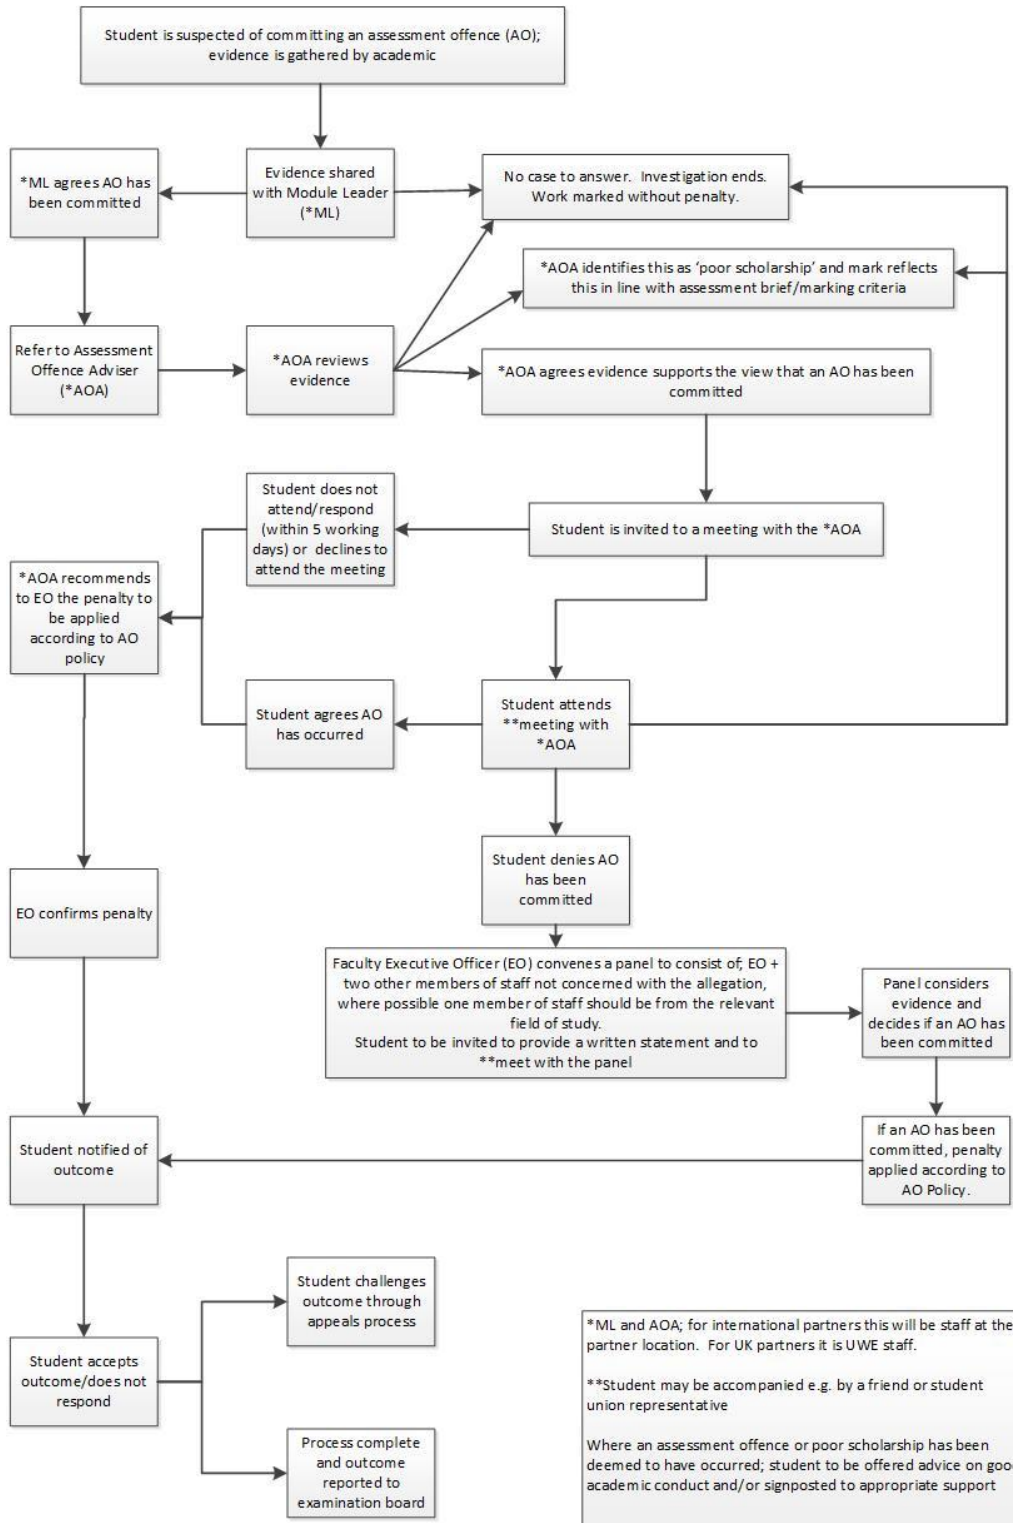 Student is suspected of committing an assessment offence (AO);
evidence is gathered by academic
*ML agrees AO has
been committed
Evidence shared
with Module Leader
(*ML)
No case to answer.  Investigation ends.
Work marked without penalty.
*AOA identifies this as ‘poor scholarship’ and mark reflects
this in line with assessment brief/marking criteria
Refer to Assessment
Offence Adviser
(*AOA)
*AOA reviews
evidence
*AOA agrees evidence supports the view that an AO has been
committed
Student does not
attend/respond
(within 5 working
days) or  declines to
attend the meeting
Student is invited to a meeting with the *AOA
*AOA recommends
to EO the penalty to
be applied
according to AO
policy
Student agrees AO
has occurred
Student attends
**meeting with
*AOA
Student denies AO
has been
committed
EO confirms penalty
Faculty Executive Officer (EO) convenes a panel to consist of; EO +
two other members of staff not concerned with the allegation,
where possible one member of staff should be from the relevant
field of study.
Student to be invited to provide a written statement and to
**meet with the panel
Panel considers
evidence and
decides if an AO has
been committed
Student notified of
outcome
If an AO has been
committed, penalty
applied according to
AO Policy.
Student challenges
outcome through
appeals process
Student accepts
outcome/does not
respond
Process complete
and outcome
reported to
examination board
*ML and AOA; for international partners this will be staff at the
partner location.  For UK partners it is UWE staff.
**Student may be accompanied e.g. by a friend or student
union representative
Where an assessment offence or poor scholarship has been
deemed to have occurred; student to be offered advice on goo
academic conduct and/or signposted to appropriate support